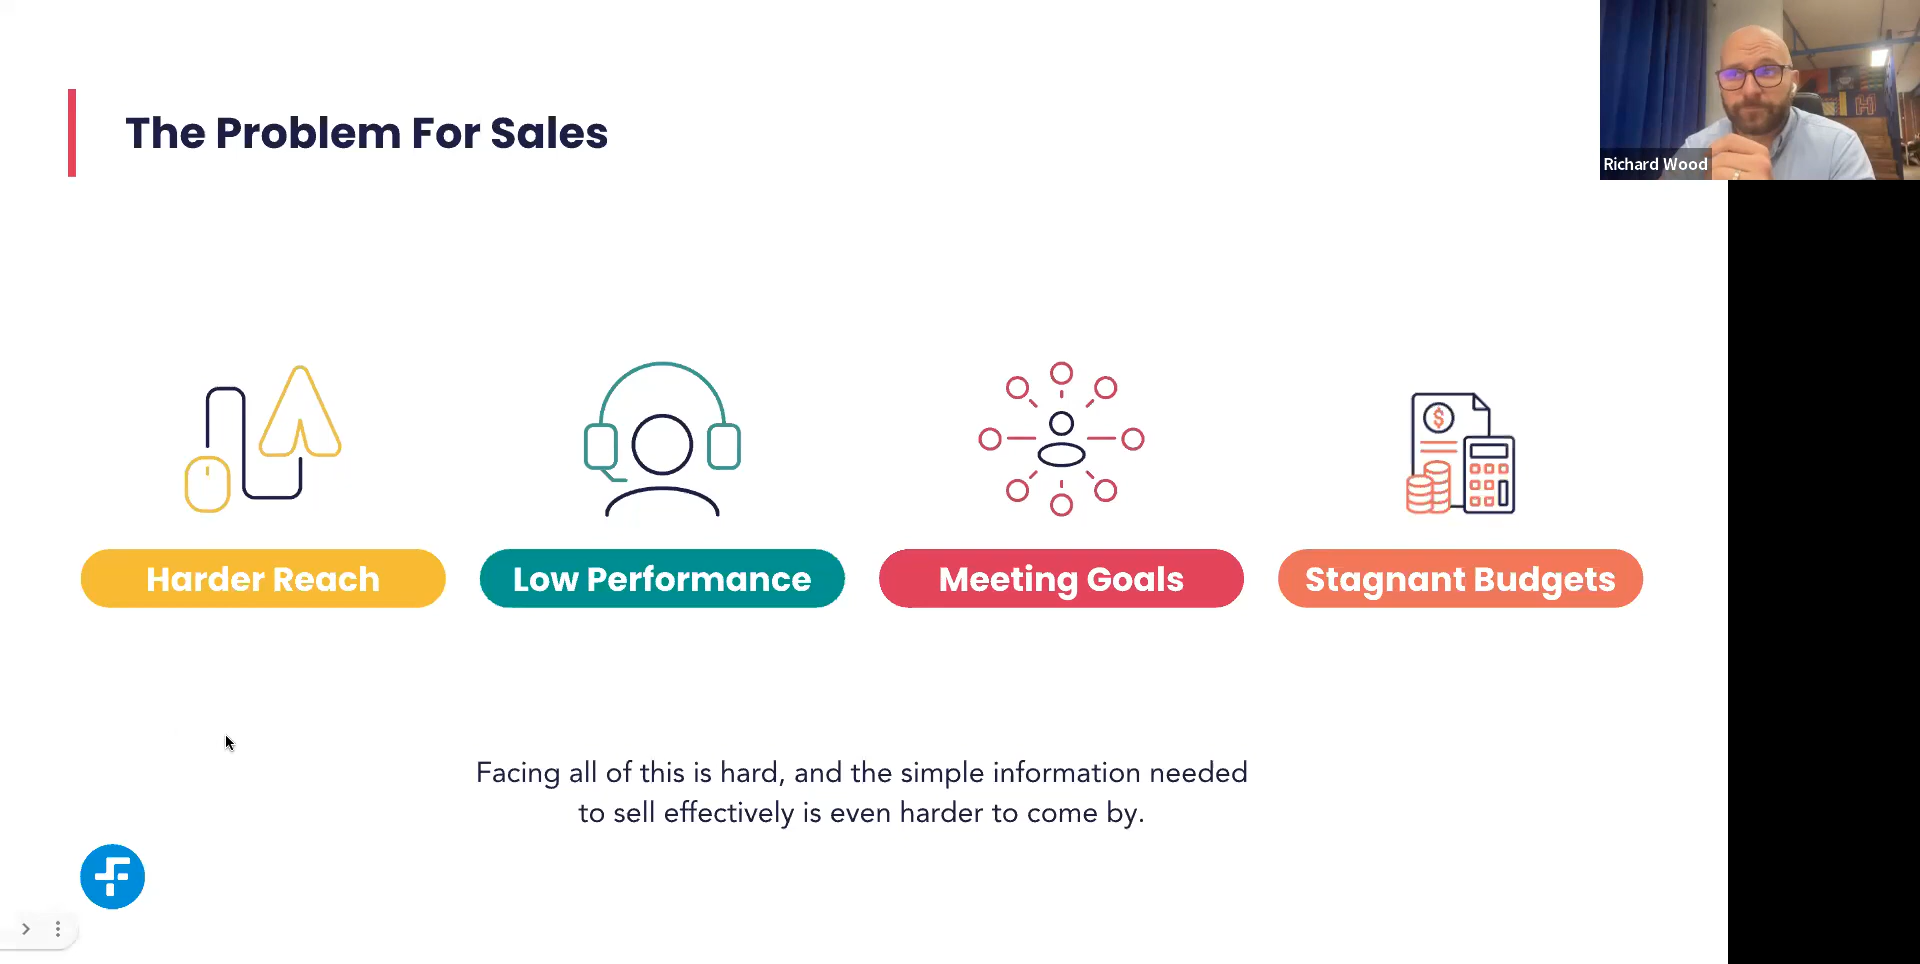 The Problem For Sales
Richard Wood
$
Harder Reach
Low Performance
Meeting Goals
Stagnant Budgets
Facing all of this is hard, and the simple information needed
to sell effectively is even harder to come by.